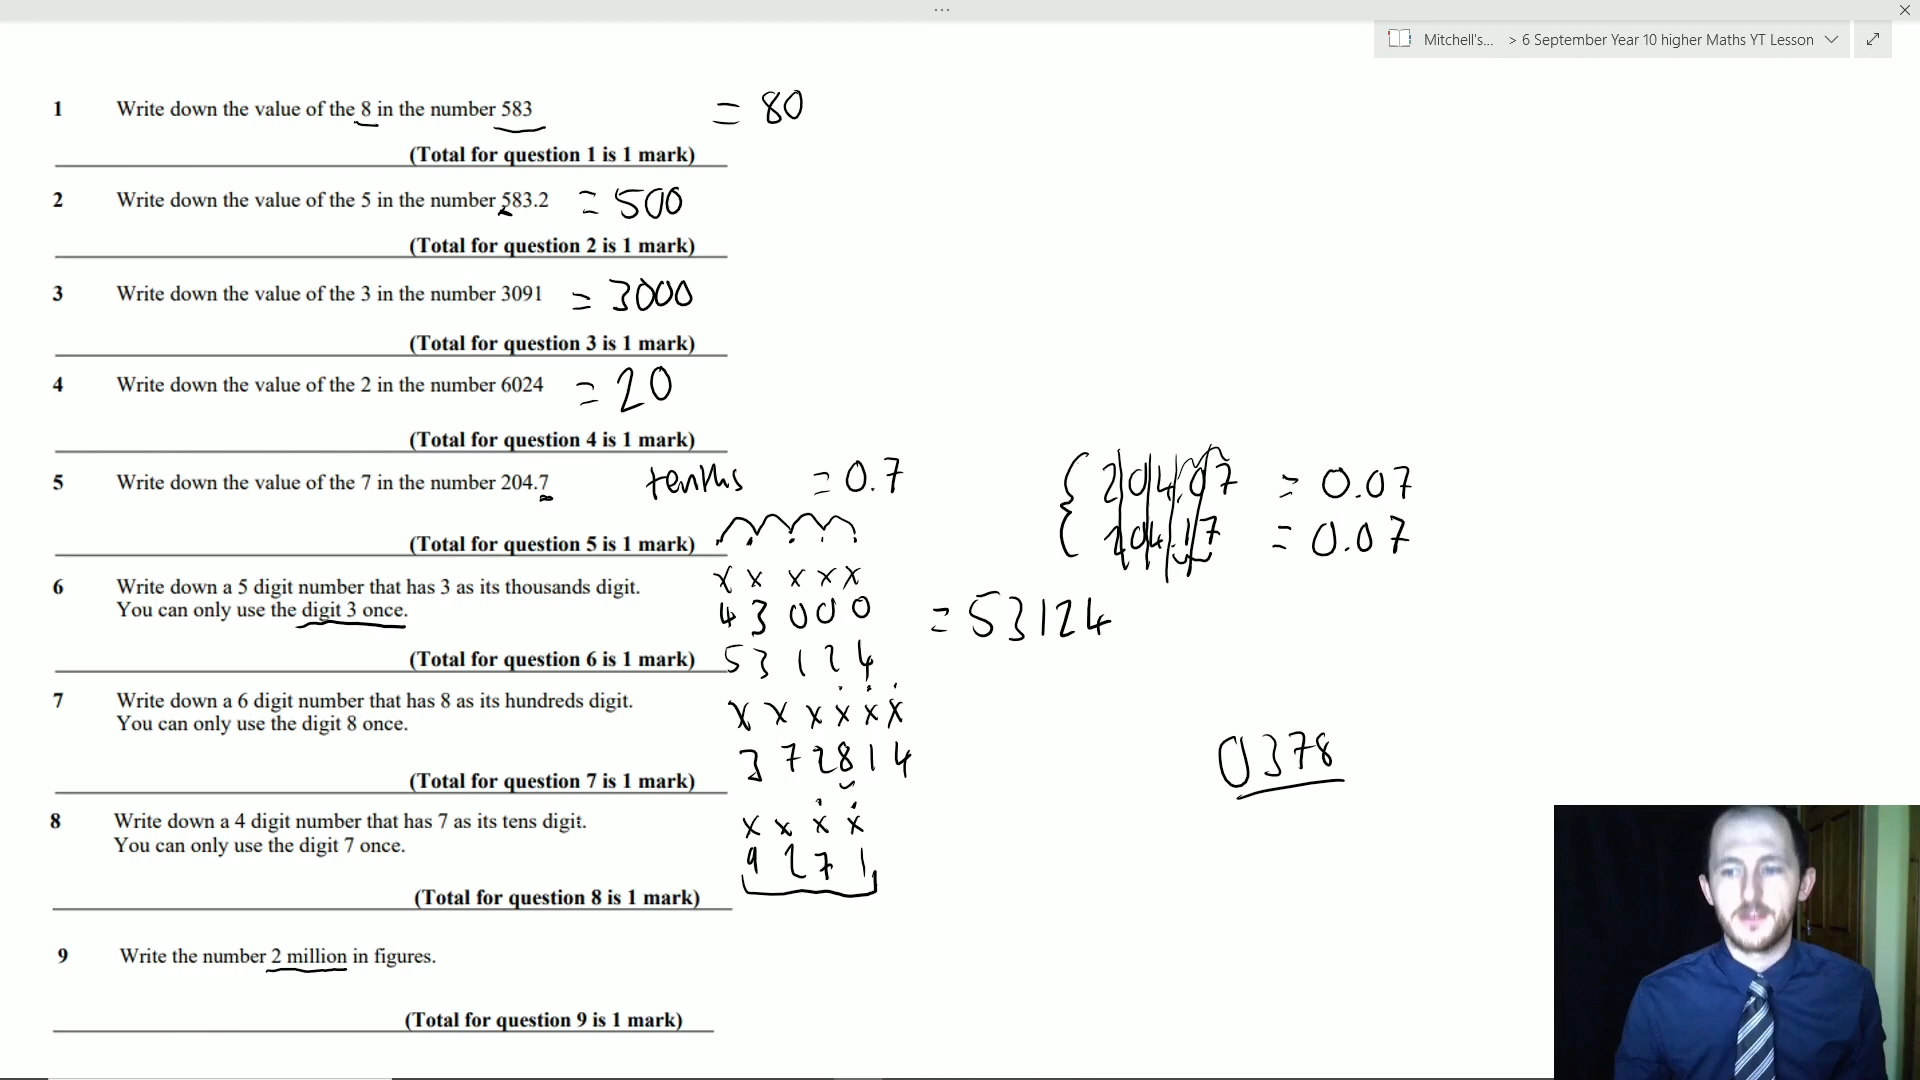 Mitchell's... > 6 September Year 10 higher Maths YT Lesson
1 Write down the value of the 8 in the number 583 = 80
(Total for question 1 is 1 mark)
2 Write down the value of the 5 in the number 583.2 = 500
(Total for question 2 is 1 mark)
3 Write down the value of the 3 in the number 3091 = 3000
(Total for question 3 is 1 mark)
4 Write down the value of the 2 in the number 6024 = 20
(Total for question 4 is 1 mark)
5 Write down the value of the 7 in the number 204.7 tenths = 0.7
{ 204.07 = 0.07
204.17 = 0.07
(Total for question 5 is 1 mark)
x x x x x
6 Write down a 5 digit number that has 3 as its thousands digit.
You can only use the digit 3 once. 4 3 0 0 0 = 53124
(Total for question 6 is 1 mark) 5 3 1 2 4
7 Write down a 6 digit number that has 8 as its hundreds digit. x x x x x x
You can only use the digit 8 once.
3 7 2 8 1 4
0378
(Total for question 7 is 1 mark)
8 Write down a 4 digit number that has 7 as its tens digit. x x x x
You can only use the digit 7 once. 9 2 7 1
(Total for question 8 is 1 mark)
9 Write the number 2 million in figures.
(Total for question 9 is 1 mark)